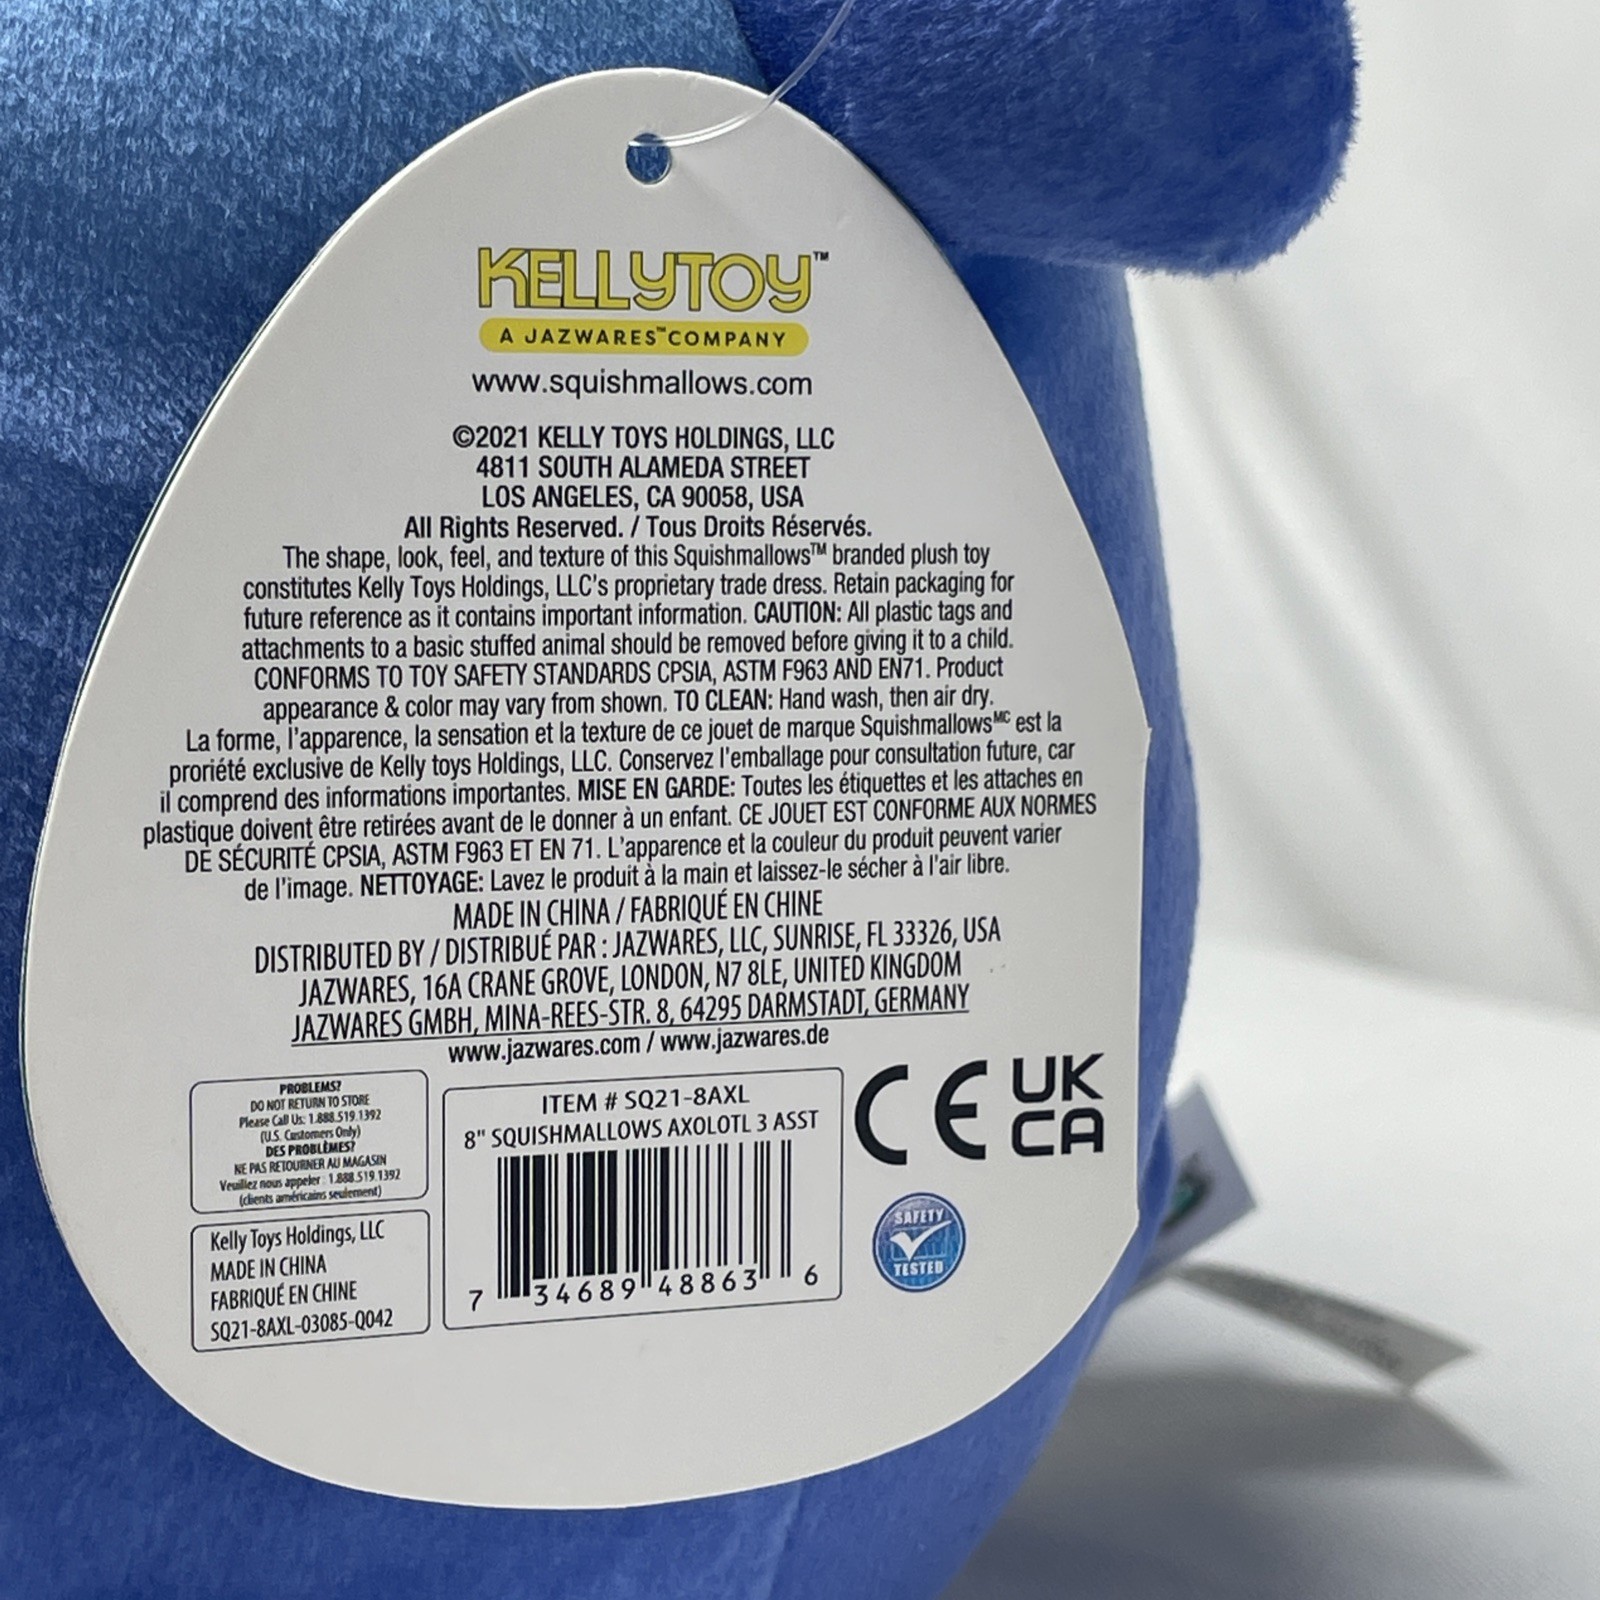 KELLYTOY™
A JAZWARES™ COMPANY
www.squishmallows.com
©2021 KELLY TOYS HOLDINGS, LLC
4811 SOUTH ALAMEDA STREET
LOS ANGELES, CA 90058, USA
All Rights Reserved. / Tous Droits Réservés.
The shape, look, feel, and texture of this Squishmallows™ branded plush toy
constitutes Kelly Toys Holdings, LLC's proprietary trade dress. Retain packaging for
future reference as it contains important information. CAUTION: All plastic tags and
attachments to a basic stuffed animal should be removed before giving it to a child.
CONFORMS TO TOY SAFETY STANDARDS CPSIA, ASTM F963 AND EN71. Product
appearance & color may vary from shown. TO CLEAN: Hand wash, then air dry.
La forme, l'apparence, la sensation et la texture de ce jouet de marque Squishmallows MC est la
proriété exclusive de Kelly toys Holdings, LLC. Conservez l'emballage pour consultation future, car
il comprend des informations importantes. MISE EN GARDE: Toutes les étiquettes et les attaches en
plastique doivent être retirées avant de le donner à un enfant. CE JOUET EST CONFORME AUX NORMES
DE SÉCURITÉ CPSIA, ASTM F963 ET EN 71. L'apparence et la couleur du produit peuvent varier
de l'image. NETTOYAGE: Lavez le produit à la main et laissez-le sécher à l'air libre.
MADE IN CHINA / FABRIQUÉ EN CHINE
DISTRIBUTED BY / DISTRIBUÉ PAR : JAZWARES, LLC, SUNRISE, FL 33326, USA
JAZWARES, 16A CRANE GROVE, LONDON, N7 8LE, UNITED KINGDOM
JAZWARES GMBH, MINA-REES-STR. 8, 64295 DARMSTADT, GERMANY
www.jazwares.com / www.jazwares.de
PROBLEMS?
DO NOT RETURN TO STORE
Please Call Us: 1.888.519.1392
(U.S. Customers Only)
DES PROBLÈMES?
NE PAS RETOURNER AU MAGASIN
Veuillez nous appeler : 1.888.519.1392
(clients américains seulement)
Kelly Toys Holdings, LLC
MADE IN CHINA
FABRIQUÉ EN CHINE
SQ21-8AXL-03085-Q042
ITEM # SQ21-8AXL
8" SQUISHMALLOWS AXOLOTL 3 ASST
7 34689 48863 6
CE
UK
CA
SAFETY
TESTED